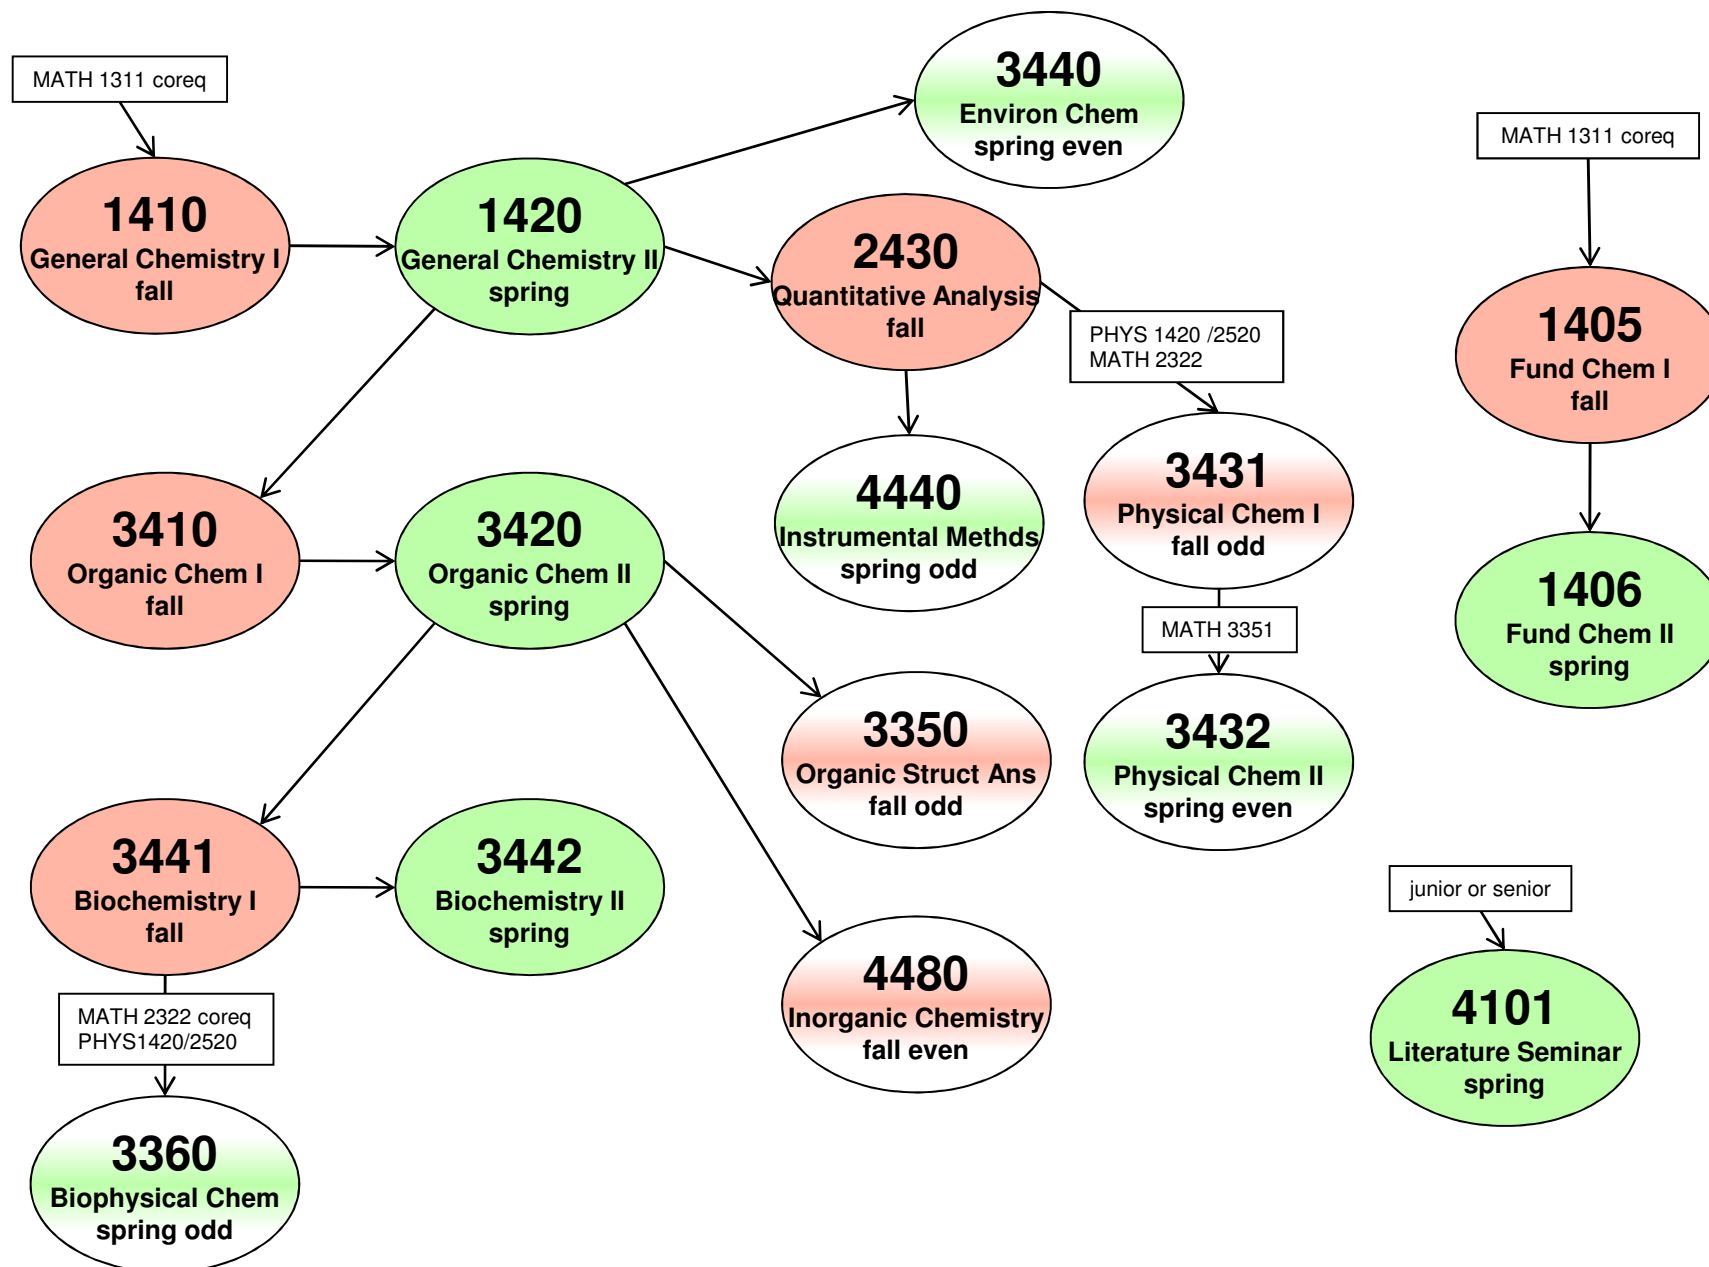 MATH 1311 coreq
1410
General Chemistry I
fall
1420
General Chemistry II
spring
3440
Environ Chem
spring even
2430
Quantitative Analysis
fall
PHYS 1420 /2520
MATH 2322
4440
Instrumental Methds
spring odd
3431
Physical Chem I
fall odd
MATH 3351
3432
Physical Chem II
spring even
3410
Organic Chem I
fall
3420
Organic Chem II
spring
3350
Organic Struct Ans
fall odd
3441
Biochemistry I
fall
3442
Biochemistry II
spring
4480
Inorganic Chemistry
fall even
MATH 2322 coreq
PHYS1420/2520
3360
Biophysical Chem
spring odd
MATH 1311 coreq
1405
Fund Chem I
fall
1406
Fund Chem II
spring
junior or senior
4101
Literature Seminar
spring